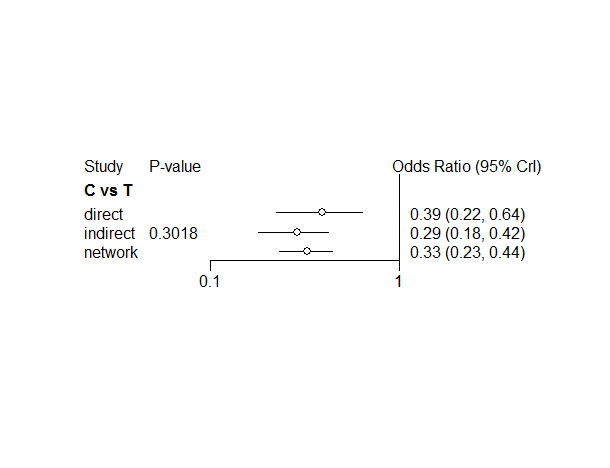 Study P-value Odds Ratio (95% CrI)
C vs T
direct 0.39 (0.22, 0.64)
indirect 0.3018 0.29 (0.18, 0.42)
network 0.33 (0.23, 0.44)
0.1 1